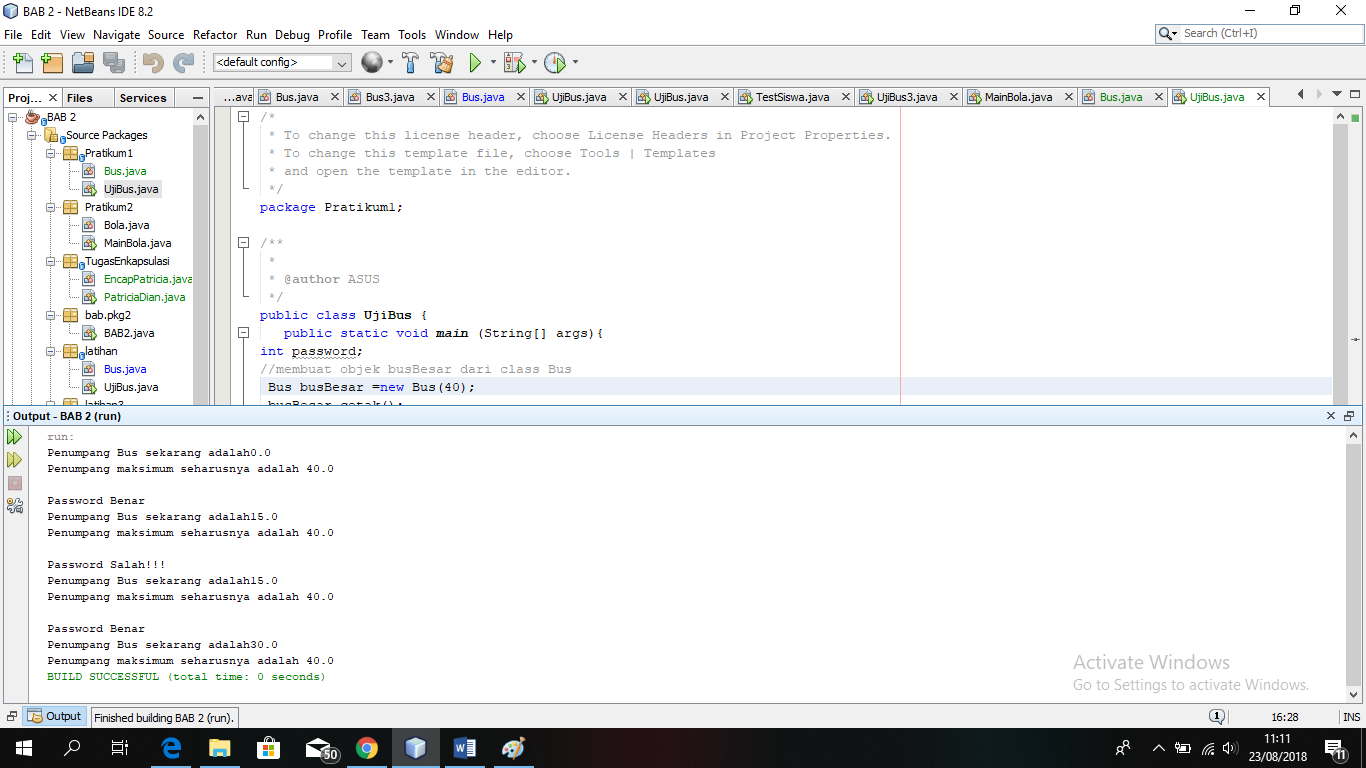 BAB 2 - NetBeans IDE 8.2
File Edit View Navigate Source Refactor Run Debug Profile Team Tools Window Help
Search (Ctrl+I)
<default config>
Proj... Files Services
...ava Bus.java Bus3.java Bus.java UjiBus.java UjiBus.java TestSiswa.java UjiBus3.java MainBola.java Bus.java UjiBus.java
BAB 2
Source Packages
Pratikum1
Bus.java
UjiBus.java
Pratikum2
Bola.java
MainBola.java
TugasEnkapsulasi
EncapPatricia.java
PatriciaDian.java
bab.pkg2
BAB2.java
latihan
Bus.java
UjiBus.java
latihan3
/*
* To change this license header, choose License Headers in Project Properties.
* To change this template file, choose Tools | Templates
* and open the template in the editor.
*/
package Pratikum1;
/**
*
* @author ASUS
*/
public class UjiBus {
public static void main (String[] args){
int password;
//membuat objek busBesar dari class Bus
Bus busBesar =new Bus(40);
busBesar.cetak();
Output - BAB 2 (run)
run:
Penumpang Bus sekarang adalah0.0
Penumpang maksimum seharusnya adalah 40.0
Password Benar
Penumpang Bus sekarang adalah15.0
Penumpang maksimum seharusnya adalah 40.0
Password Salah!!!
Penumpang Bus sekarang adalah15.0
Penumpang maksimum seharusnya adalah 40.0
Password Benar
Penumpang Bus sekarang adalah30.0
Penumpang maksimum seharusnya adalah 40.0
BUILD SUCCESSFUL (total time: 0 seconds)
Activate Windows
Go to Settings to activate Windows.
Output
Finished building BAB 2 (run).
1
16:28
INS
50
11:11
23/08/2018
11